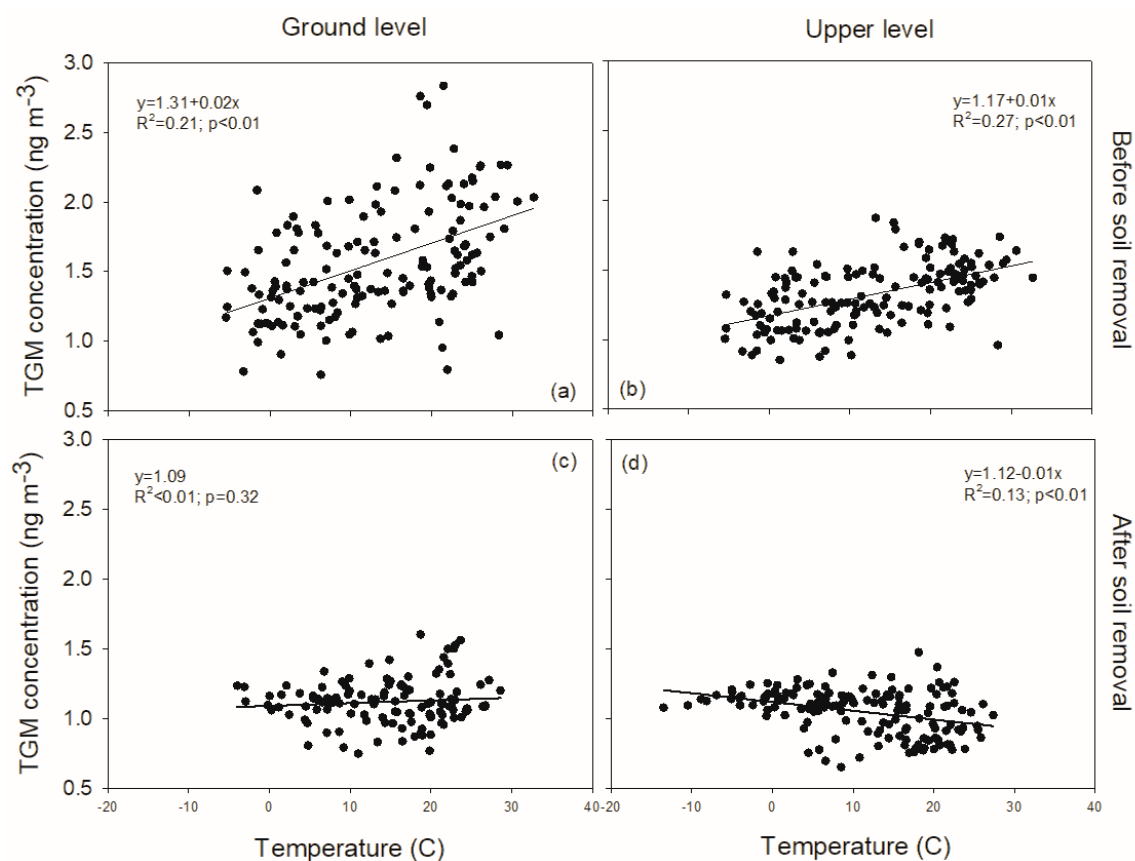 Ground level
Upper level
TGM concentration (ng m⁻³)
3.0
2.5
2.0
1.5
1.0
0.5
y=1.31+0.02x
R²=0.21; p<0.01
(a)
y=1.17+0.01x
R²=0.27; p<0.01
(b)
Before soil removal
TGM concentration (ng m⁻³)
3.0
2.5
2.0
1.5
1.0
0.5
y=1.09
R²<0.01; p=0.32
(c)
(d)
y=1.12-0.01x
R²=0.13; p<0.01
After soil removal
-20 -10 0 10 20 30 40
-20 -10 0 10 20 30 40
Temperature (C)
Temperature (C)